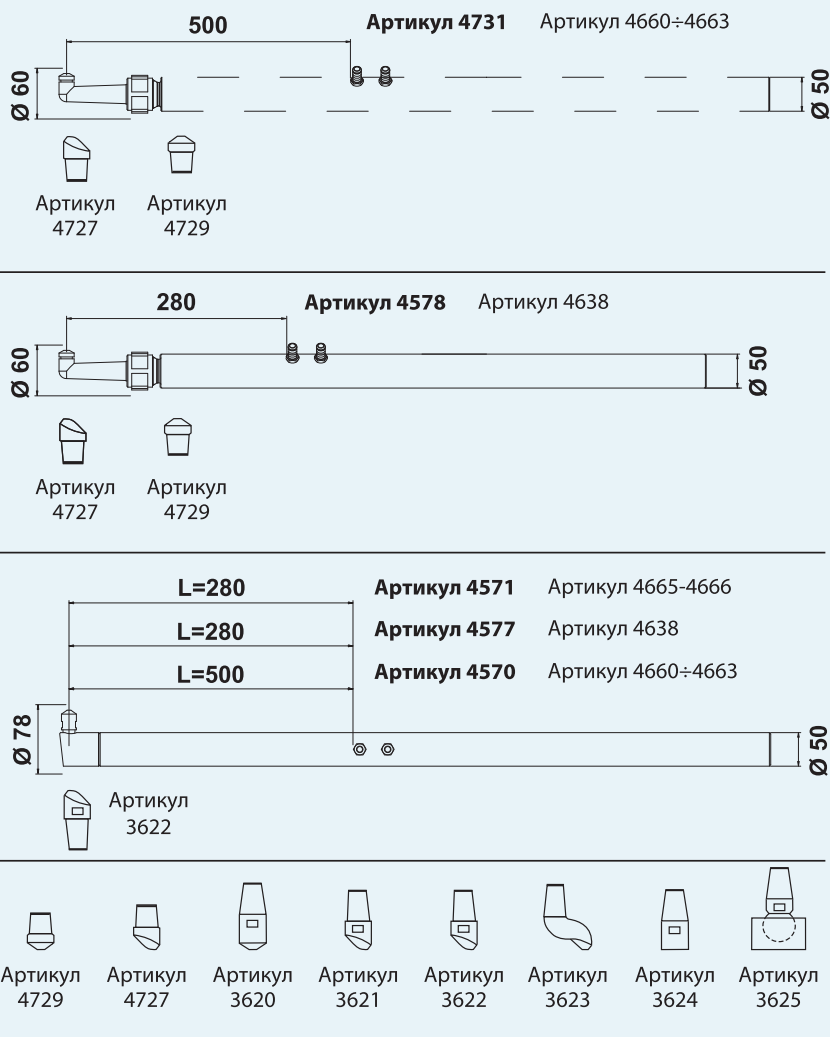 500
Артикул 4731 Артикул 4660÷4663
Ø 60
Ø 50
Артикул
4727
Артикул
4729
280
Артикул 4578 Артикул 4638
Ø 60
Ø 50
Артикул
4727
Артикул
4729
L=280
Артикул 4571 Артикул 4665-4666
L=280
Артикул 4577 Артикул 4638
L=500
Артикул 4570 Артикул 4660÷4663
Ø 78
Ø 50
Артикул
3622
Артикул
4729
Артикул
4727
Артикул
3620
Артикул
3621
Артикул
3622
Артикул
3623
Артикул
3624
Артикул
3625